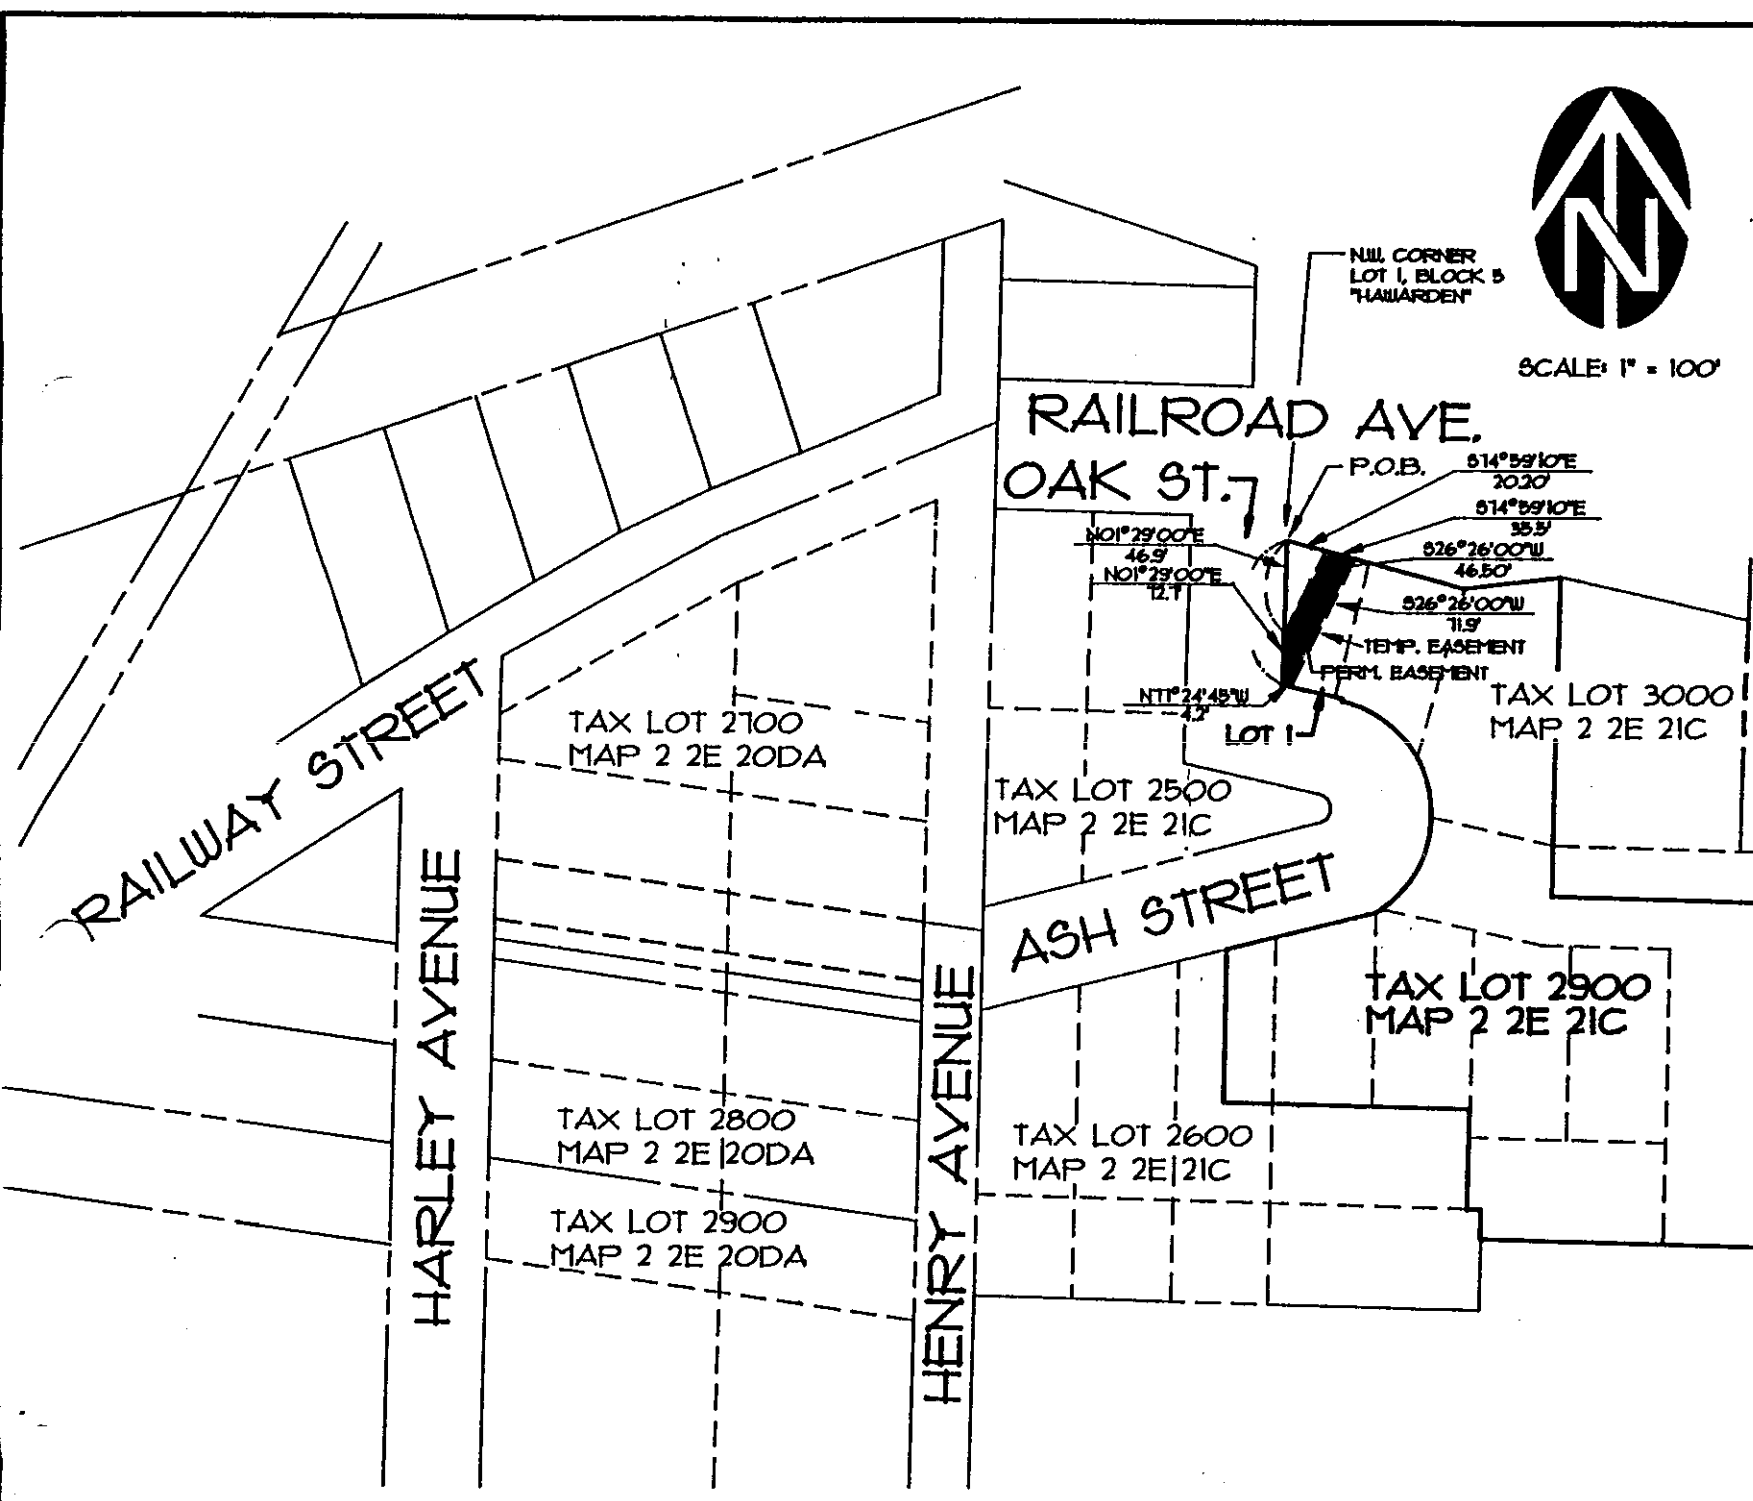 N.W. CORNER
LOT 1, BLOCK 5
"HAWARDEN"
N
SCALE: 1" = 100'
RAILROAD AVE.
OAK ST.
P.O.B.
S74°59'10"E
20.20'
S74°59'10"E
35.5'
N01°29'00"E
46.9'
S26°26'00"W
46.50'
N01°29'00"E
72.7'
S26°26'00"W
71.9'
TEMP. EASEMENT
PERM. EASEMENT
N77°24'45"W
4.2'
LOT 1
TAX LOT 3000
MAP 2 2E 21C
TAX LOT 2700
MAP 2 2E 20DA
RAILWAY STREET
TAX LOT 2500
MAP 2 2E 21C
ASH STREET
HARLEY AVENUE
HENRY AVENUE
TAX LOT 2900
MAP 2 2E 21C
TAX LOT 2800
MAP 2 2E 20DA
TAX LOT 2600
MAP 2 2E 21C
TAX LOT 2900
MAP 2 2E 20DA